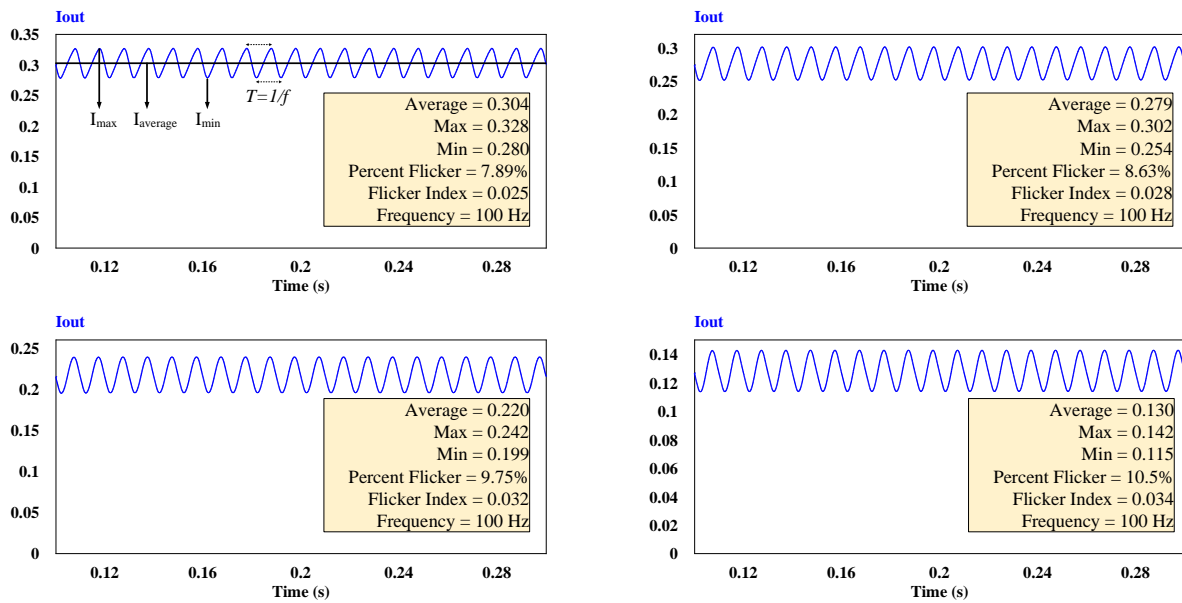 Iout
0.35
0.3
0.25
0.2
0.15
0.1
0.05
0
I_max I_average I_min
T=1/f
Average = 0.304
Max = 0.328
Min = 0.280
Percent Flicker = 7.89%
Flicker Index = 0.025
Frequency = 100 Hz
0.12 0.16 0.2 0.24 0.28
Time (s)
Iout
0.3
0.25
0.2
0.15
0.1
0.05
0
Average = 0.279
Max = 0.302
Min = 0.254
Percent Flicker = 8.63%
Flicker Index = 0.028
Frequency = 100 Hz
0.12 0.16 0.2 0.24 0.28
Time (s)
Iout
0.25
0.2
0.15
0.1
0.05
0
Average = 0.220
Max = 0.242
Min = 0.199
Percent Flicker = 9.75%
Flicker Index = 0.032
Frequency = 100 Hz
0.12 0.16 0.2 0.24 0.28
Time (s)
Iout
0.14
0.12
0.1
0.08
0.06
0.04
0.02
0
Average = 0.130
Max = 0.142
Min = 0.115
Percent Flicker = 10.5%
Flicker Index = 0.034
Frequency = 100 Hz
0.12 0.16 0.2 0.24 0.28
Time (s)